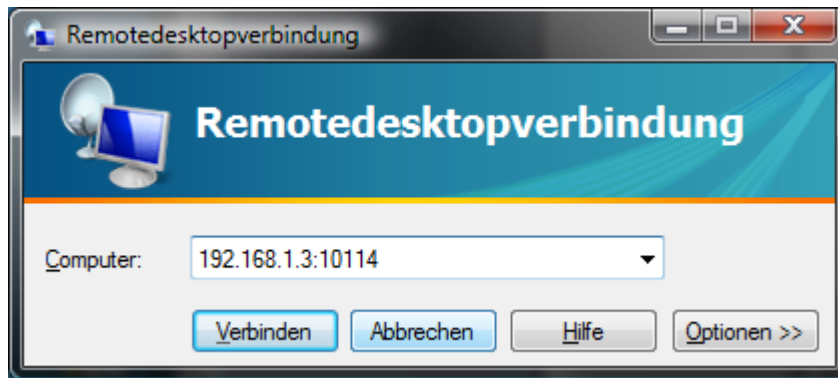 Remotedesktopverbindung
Remotedesktopverbindung
Computer: 192.168.1.3:10114
Verbinden Abbrechen Hilfe Optionen >>